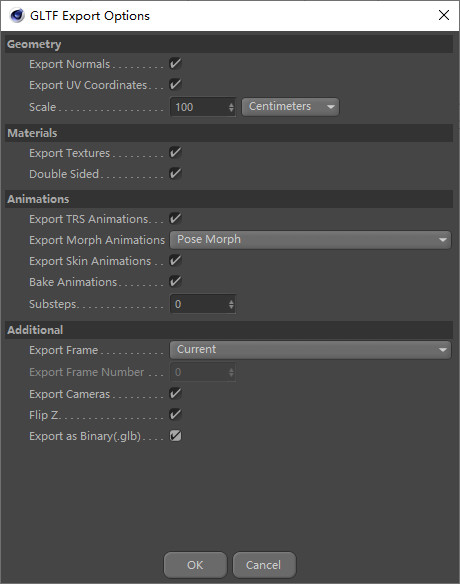 GLTF Export Options
Geometry
Export Normals . . . . . . . . .
Export UV Coordinates. . .
Scale . . . . . . . . . . . . . . . . . 100 Centimeters
Materials
Export Textures . . . . . . . . .
Double Sided . . . . . . . . . . .
Animations
Export TRS Animations. . .
Export Morph Animations Pose Morph
Export Skin Animations . .
Bake Animations. . . . . . . .
Substeps. . . . . . . . . . . . . . 0
Additional
Export Frame . . . . . . . . . . . Current
Export Frame Number . . . 0
Export Cameras . . . . . . . . .
Flip Z. . . . . . . . . . . . . . . . . .
Export as Binary(.glb) . . . .
OK Cancel